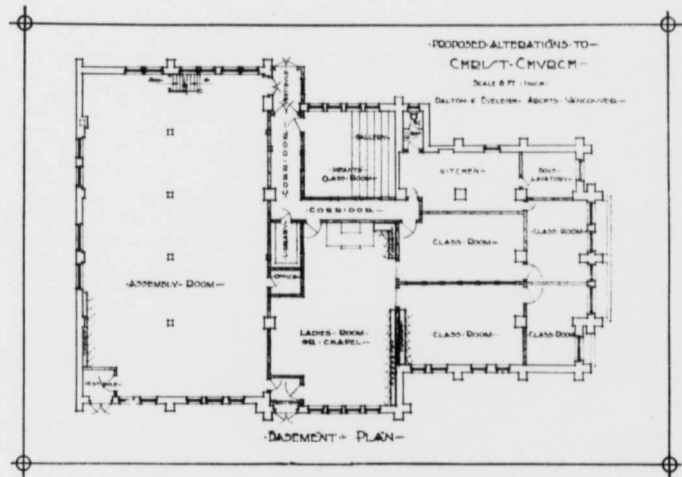 ·PROPOSED·ALTERATIONS·TO—
CHRIST·CHURCH—
SCALE 8 FT·=INCH·
DALTON & EVELEIGH—ARCHTS·VANCOUVER—
VESTIBULE
CORRIDOR
GALLERY
INFANTS
CLASS-ROOM
KITCHEN
BOYS
LAVATORY
CORRIDOR
LIBRARY
CLASS-ROOM
CLASS-ROOM
OFFICE
·ASSEMBLY·ROOM—
LADIES-ROOM
OR-CHAPEL—
CLASS-ROOM
CLASS-ROOM
VESTIBULE
·BASEMENT·PLAN—